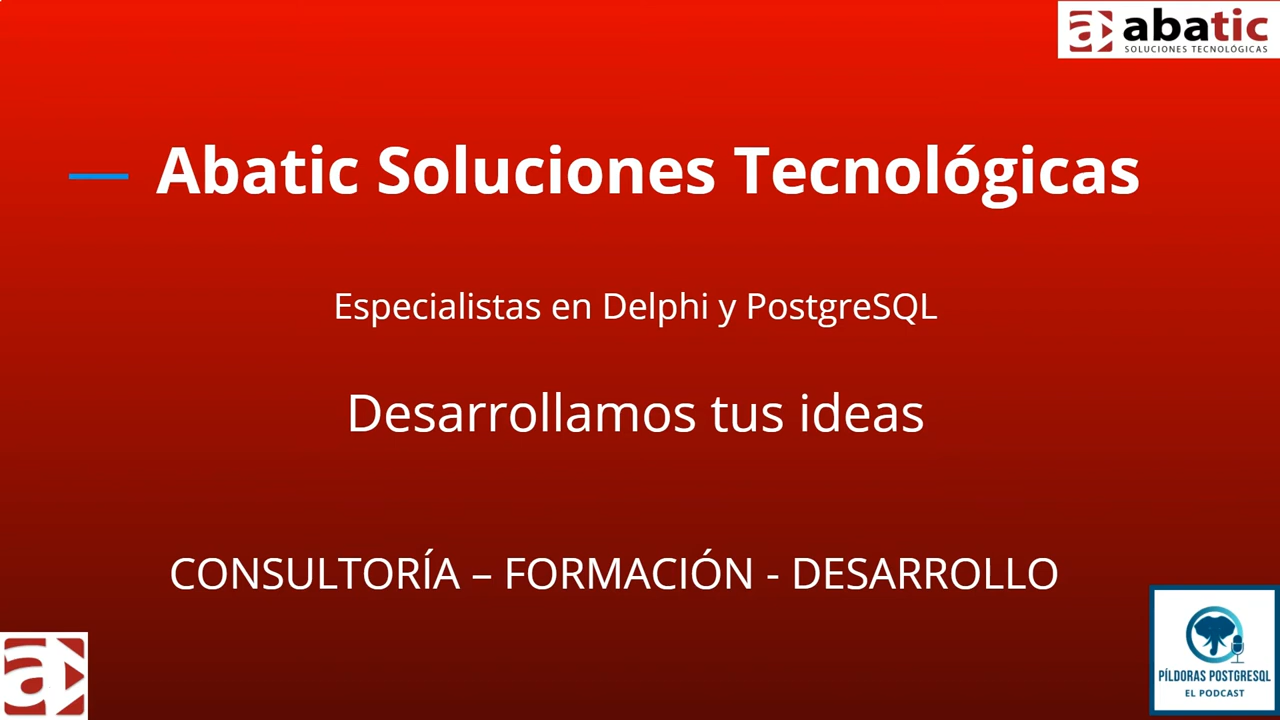 abatic
SOLUCIONES TECNOLÓGICAS
Abatic Soluciones Tecnológicas
Especialistas en Delphi y PostgreSQL
Desarrollamos tus ideas
CONSULTORÍA – FORMACIÓN - DESARROLLO
a
PÍLDORAS POSTGRESQL
EL PODCAST